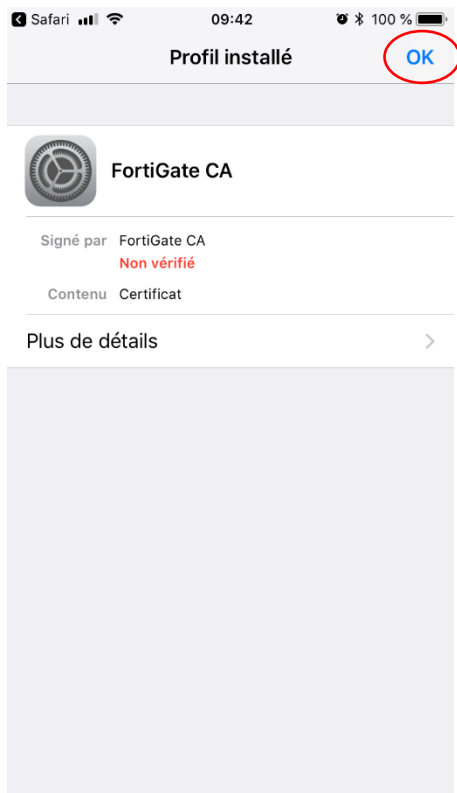 Safari 09:42 100 %
Profil installé OK
FortiGate CA
Signé par FortiGate CA
Non vérifié
Contenu Certificat
Plus de détails